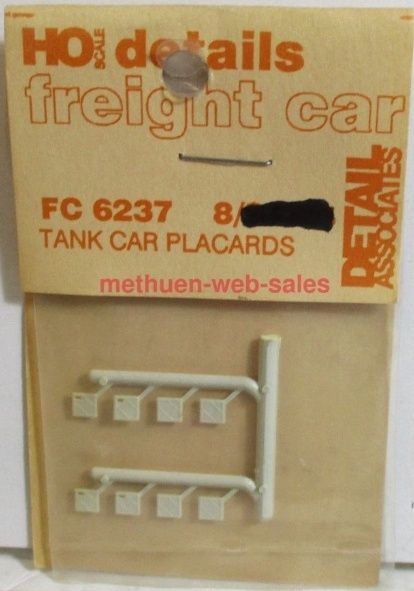 HO SCALE details
freight car
DETAIL ASSOCIATES
FC 6237 8/
TANK CAR PLACARDS
methuen-web-sales